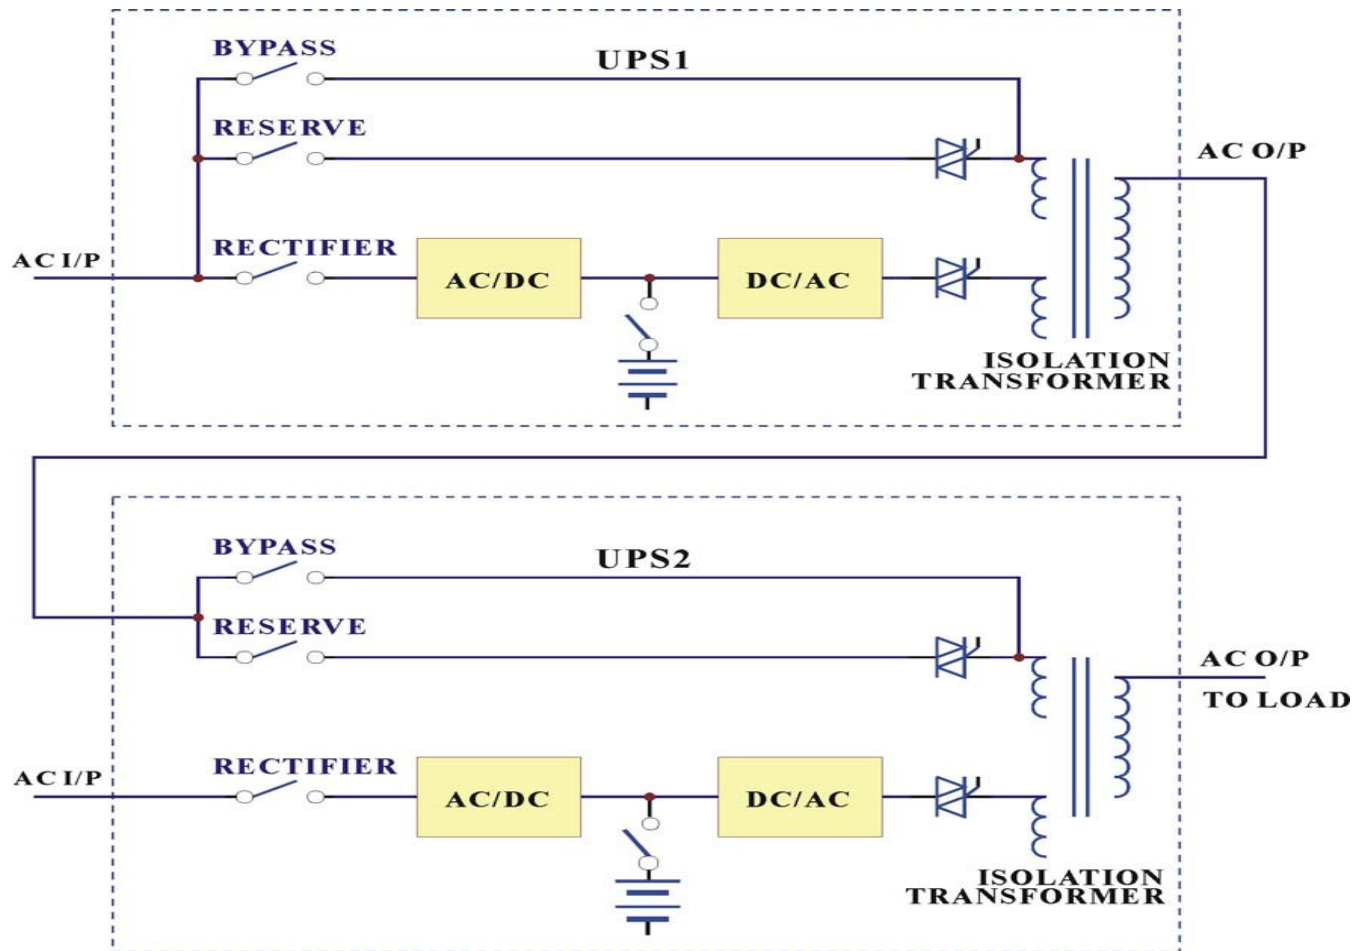 BYPASS
UPS1
RESERVE
AC O/P
RECTIFIER
AC I/P
AC/DC
DC/AC
ISOLATION
TRANSFORMER
BYPASS
UPS2
RESERVE
AC O/P
TO LOAD
RECTIFIER
AC I/P
AC/DC
DC/AC
ISOLATION
TRANSFORMER